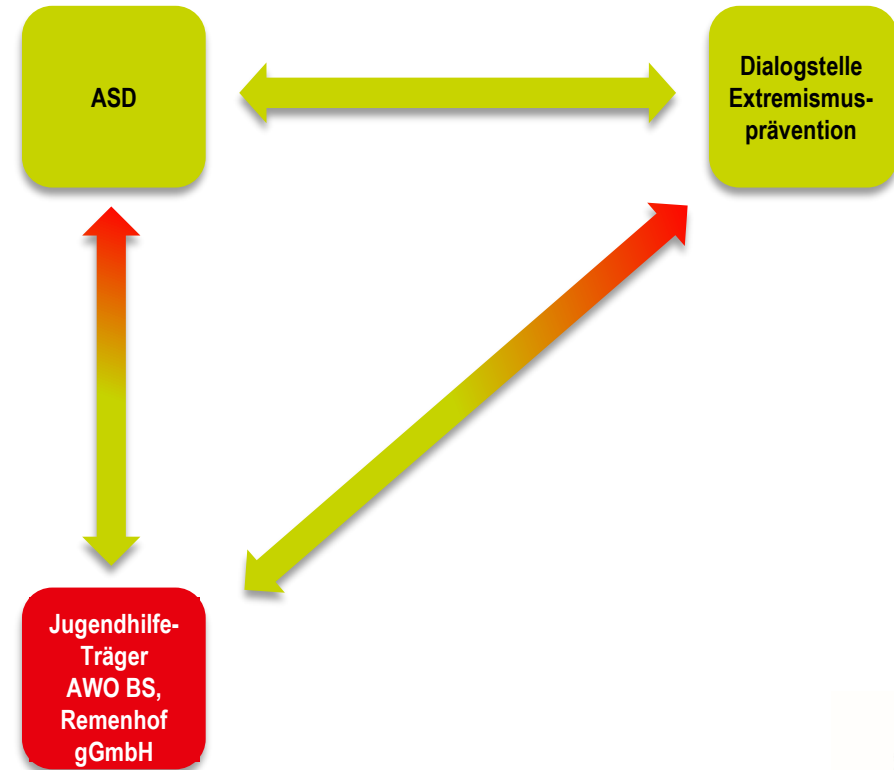 ASD
Dialogstelle
Extremismus-
prävention
Jugendhilfe-
Träger
AWO BS,
Remenhof
gGmbH